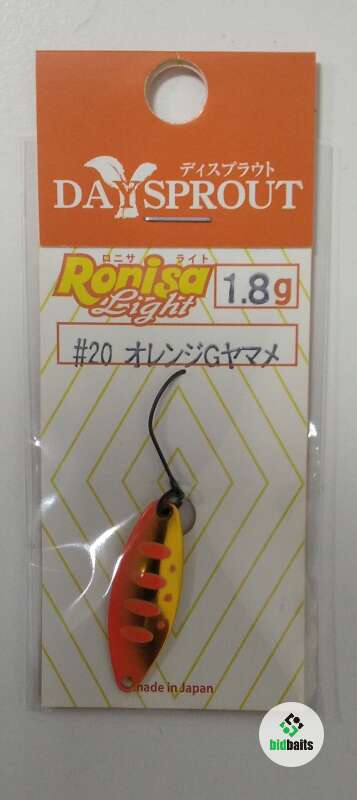 ディスプラウト
DAYSPROUT
ロニサ ライト
Ronisa
Light
1.8g
#20 オレンジGヤマメ
made in Japan
bidbaits